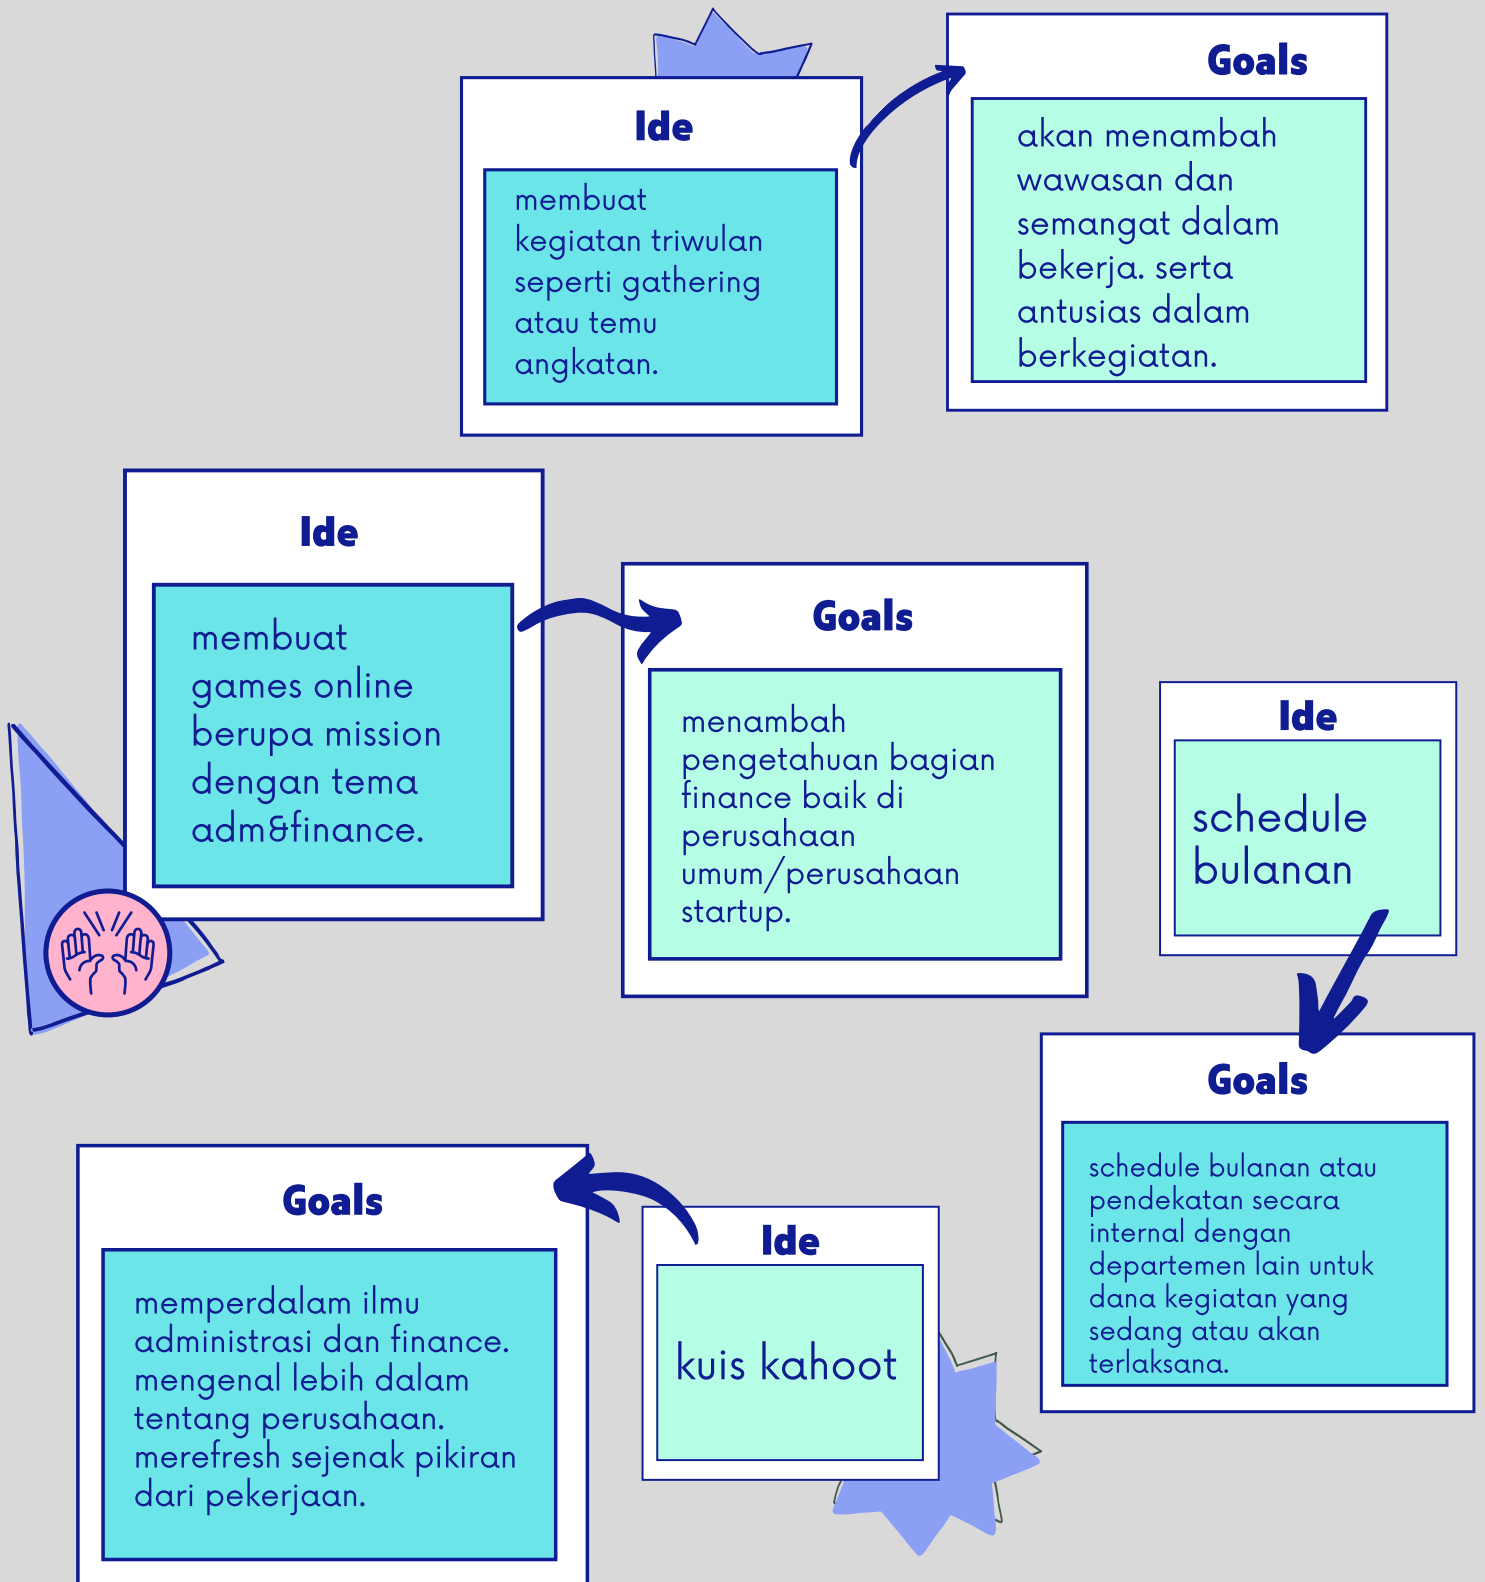 Ide
membuat
kegiatan triwulan
seperti gathering
atau temu
angkatan.
Goals
akan menambah
wawasan dan
semangat dalam
bekerja. serta
antusias dalam
berkegiatan.
Ide
membuat
games online
berupa mission
dengan tema
adm&finance.
Goals
menambah
pengetahuan bagian
finance baik di
perusahaan
umum/perusahaan
startup.
Ide
schedule
bulanan
Goals
schedule bulanan atau
pendekatan secara
internal dengan
departemen lain untuk
dana kegiatan yang
sedang atau akan
terlaksana.
Ide
kuis kahoot
Goals
memperdalam ilmu
administrasi dan finance.
mengenal lebih dalam
tentang perusahaan.
merefresh sejenak pikiran
dari pekerjaan.